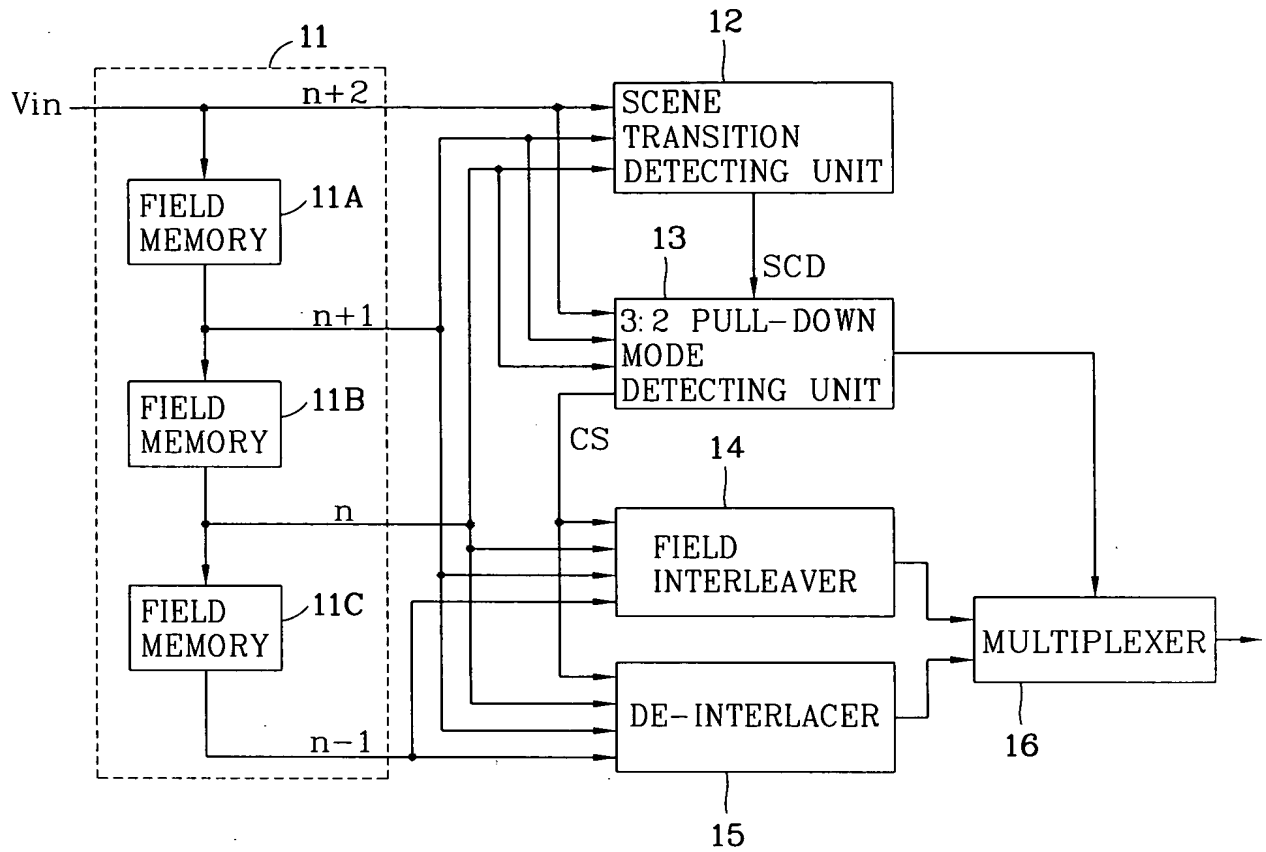 11
12
Vin
n+2
SCENE
TRANSITION
DETECTING UNIT
FIELD
MEMORY
11A
13
SCD
n+1
3:2 PULL-DOWN
MODE
DETECTING UNIT
FIELD
MEMORY
11B
CS
14
n
FIELD
INTERLEAVER
FIELD
MEMORY
11C
MULTIPLEXER
DE-INTERLACER
16
n-1
15